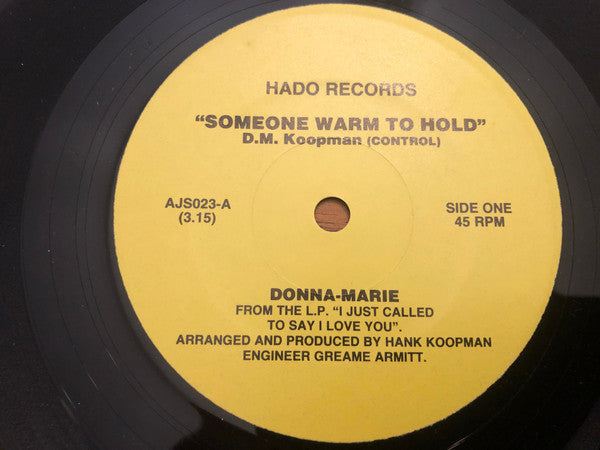 HADO RECORDS
"SOMEONE WARM TO HOLD"
D.M. Koopman (CONTROL)
AJS023-A
(3.15)
SIDE ONE
45 RPM
DONNA-MARIE
FROM THE L.P. "I JUST CALLED
TO SAY I LOVE YOU".
ARRANGED AND PRODUCED BY HANK KOOPMAN
ENGINEER GREAME ARMITT.